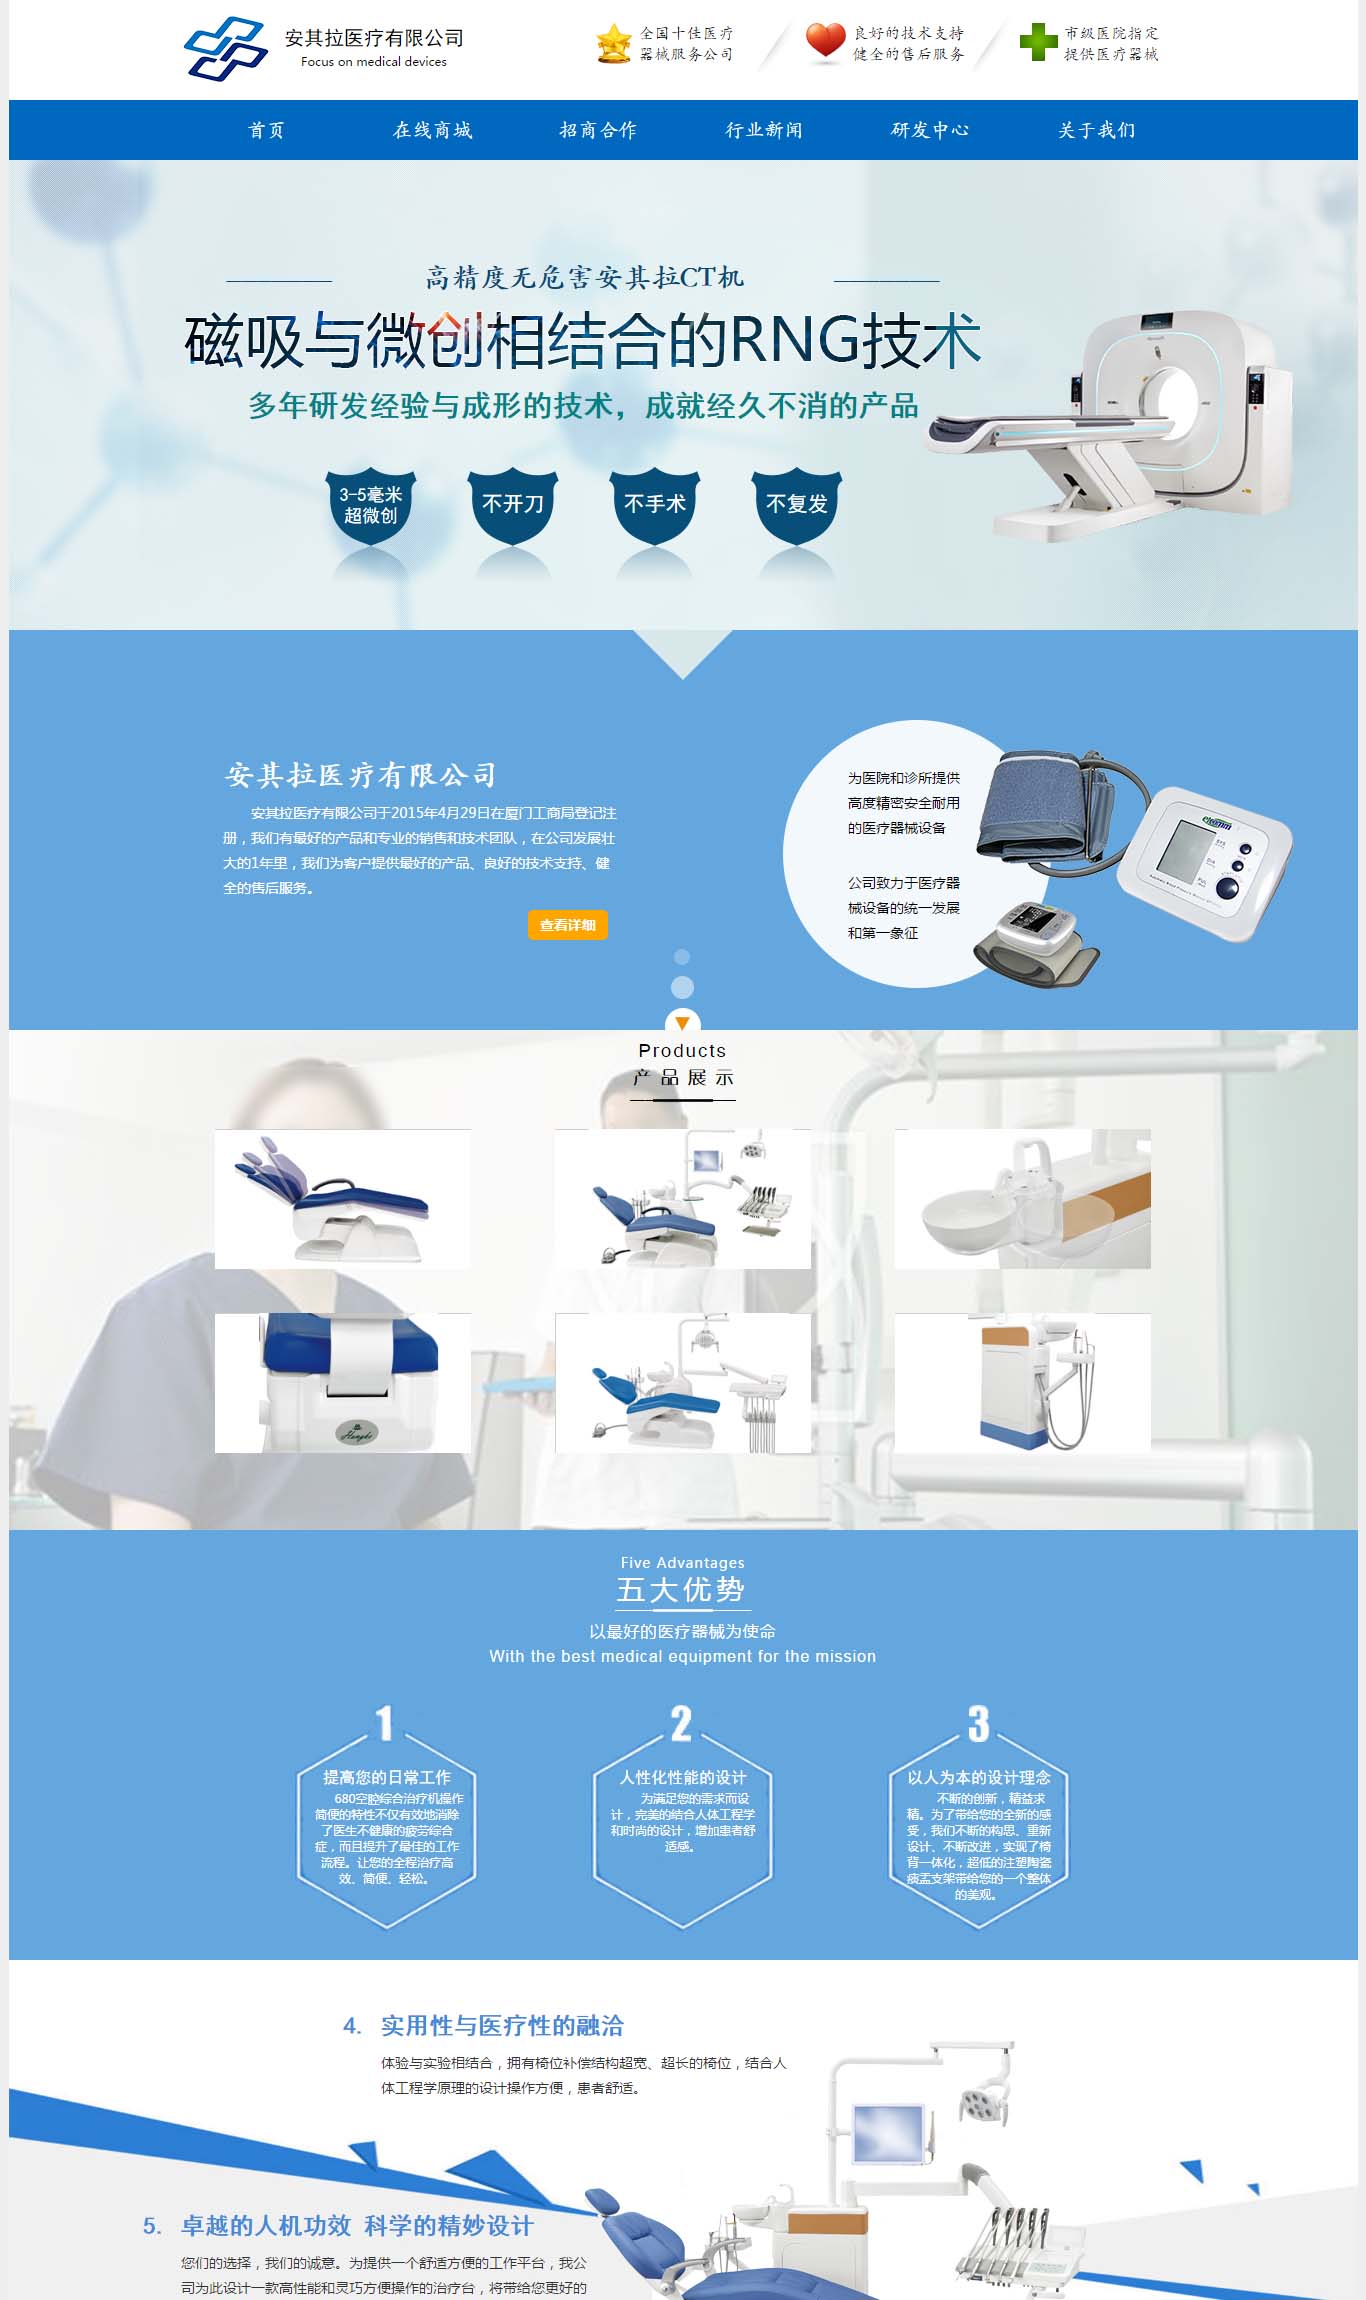 安其拉医疗有限公司
Focus on medical devices
全国十佳医疗
器械服务公司
良好的技术支持
健全的售后服务
市级医院指定
提供医疗器械
首页
在线商城
招商合作
行业新闻
研发中心
关于我们
高精度无危害安其拉CT机
磁吸与微创相结合的RNG技术
多年研发经验与成形的技术，成就经久不消的产品
3-5毫米
超微创
不开刀
不手术
不复发
安其拉医疗有限公司
安其拉医疗有限公司于2015年4月29日在厦门工商局登记注
册，我们有最好的产品和专业的销售和技术团队，在公司发展壮
大的1年里，我们为客户提供最好的产品、良好的技术支持、健
全的售后服务。
查看详细
为医院和诊所提供
高度精密安全耐用
的医疗器械设备
公司致力于医疗器
械设备的统一发展
和第一象征
Products
产品展示
Five Advantages
五大优势
以最好的医疗器械为使命
With the best medical equipment for the mission
1
提高您的日常工作
680空腔综合治疗机操作
简便的特性不仅有效地消除
了医生不健康的疲劳综合
症，而且提升了最佳的工作
流程。让您的全程治疗高
效、简便、轻松。
2
人性化性能的设计
为满足您的需求而设
计，完美的结合人体工程学
和时尚的设计，增加患者舒
适感。
3
以人为本的设计理念
不断的创新，精益求
精。为了带给您的全新的感
受，我们不断的构思、重新
设计、不断改进，实现了椅
背一体化，超低的注塑陶瓷
痰盂支架带给您的一个整体
的美观。
4. 实用性与医疗性的融洽
体验与实验相结合，拥有椅位补偿结构超宽、超长的椅位，结合人
体工程学原理的设计操作方便，患者舒适。
5. 卓越的人机功效 科学的精妙设计
您们的选择，我们的诚意。为提供一个舒适方便的工作平台，我公
司为此设计一款高性能和灵巧方便操作的治疗台，将带给您更好的